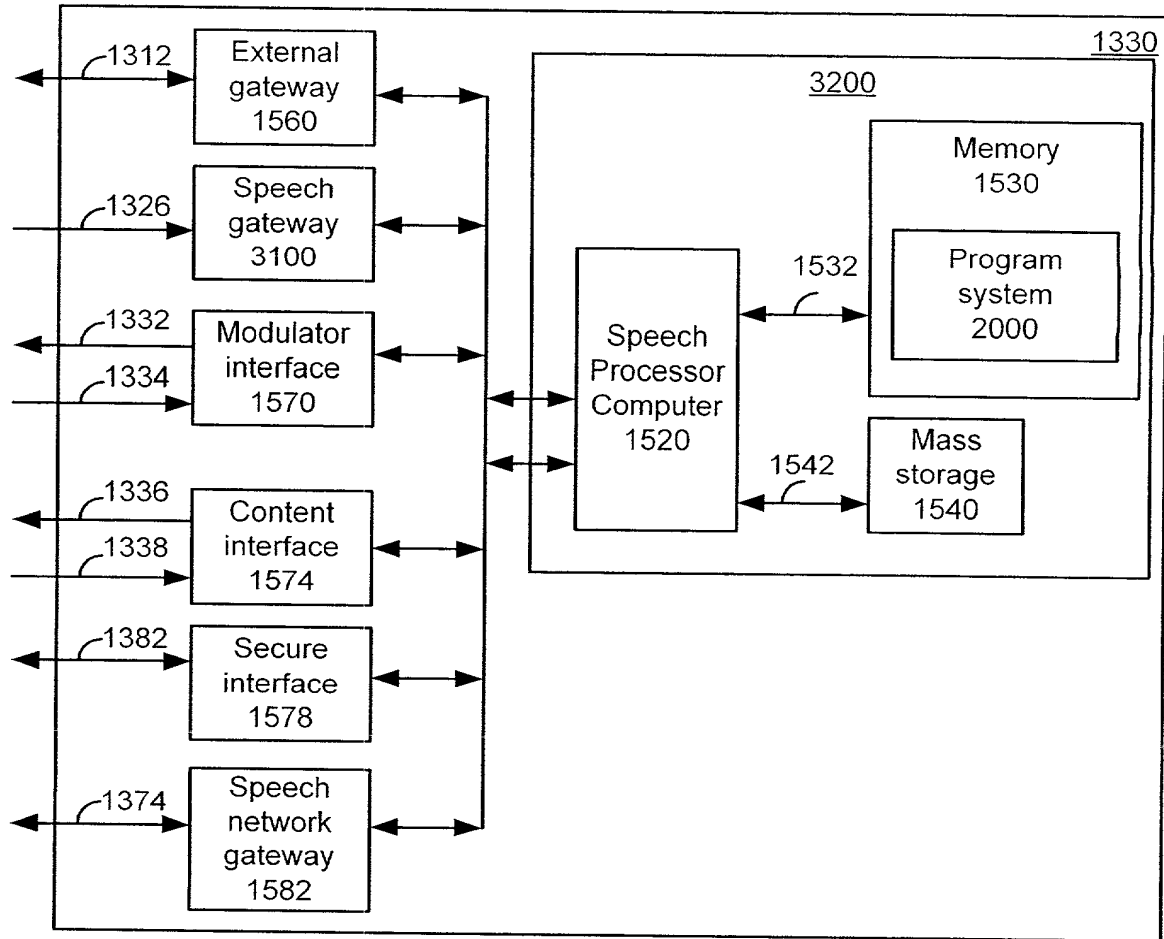 1330
3200
1312
External
gateway
1560
1326
Speech
gateway
3100
1332
1334
Modulator
interface
1570
1336
1338
Content
interface
1574
1382
Secure
interface
1578
1374
Speech
network
gateway
1582
Speech
Processor
Computer
1520
1532
Memory
1530
Program
system
2000
1542
Mass
storage
1540